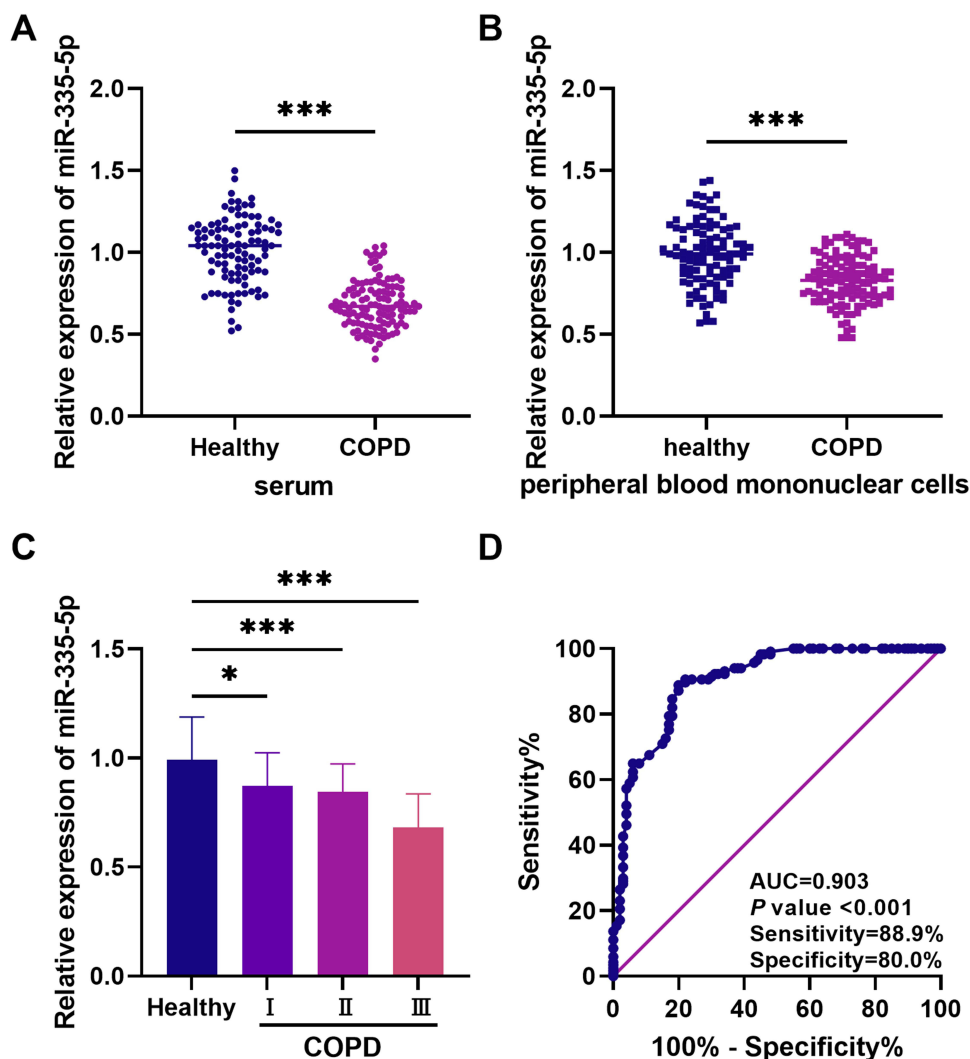 A
Relative expression of miR-335-5p
2.0
1.5
1.0
0.5
0.0
***
Healthy
COPD
serum
B
Relative expression of miR-335-5p
2.0
1.5
1.0
0.5
0.0
***
healthy
COPD
peripheral blood mononuclear cells
C
Relative expression of miR-335-5p
1.5
1.0
0.5
0.0
***
***
*
Healthy
I
II
III
COPD
D
Sensitivity%
100
80
60
40
20
0
AUC=0.903
P value <0.001
Sensitivity=88.9%
Specificity=80.0%
0
20
40
60
80
100
100% - Specificity%